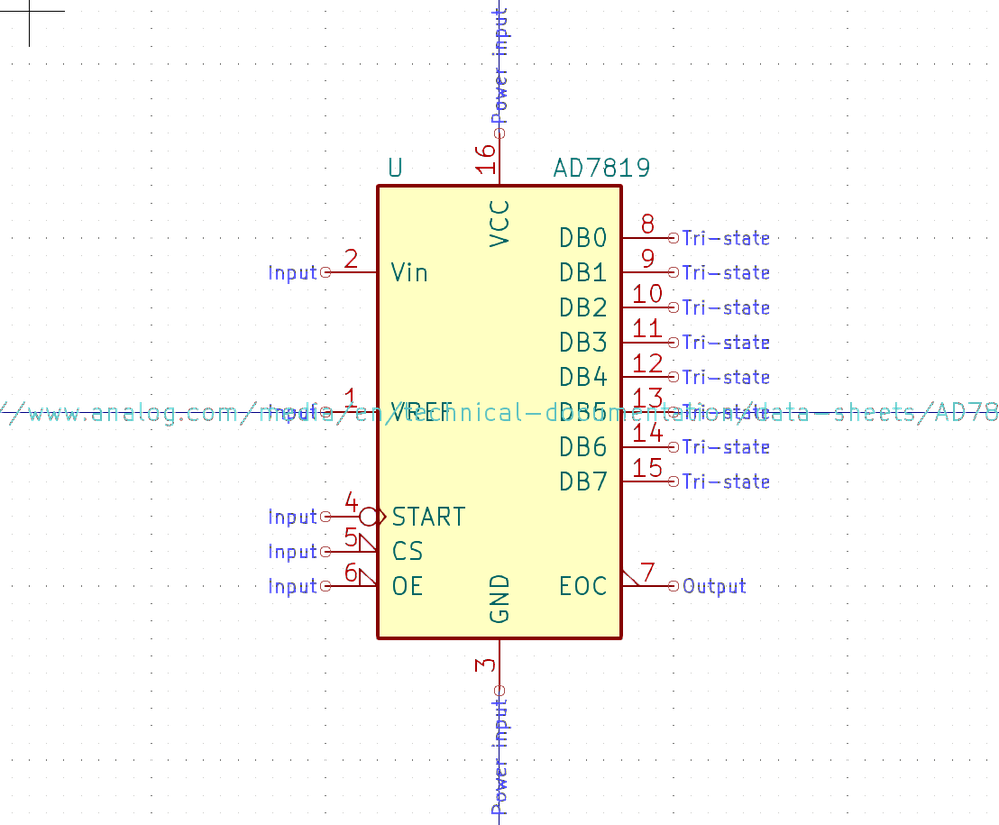 Power input
16
U
AD7819
VCC
DB0 8 Tri-state
Input 2 Vin
DB1 9 Tri-state
DB2 10 Tri-state
DB3 11 Tri-state
DB4 12 Tri-state
Input 1 VREF
DB5 13 Tri-state
//www.analog.com/media/en/technical-documentation/data-sheets/AD78
DB6 14 Tri-state
DB7 15 Tri-state
Input 4 START
Input 5 CS
Input 6 OE
EOC 7 Output
GND
3
Power input